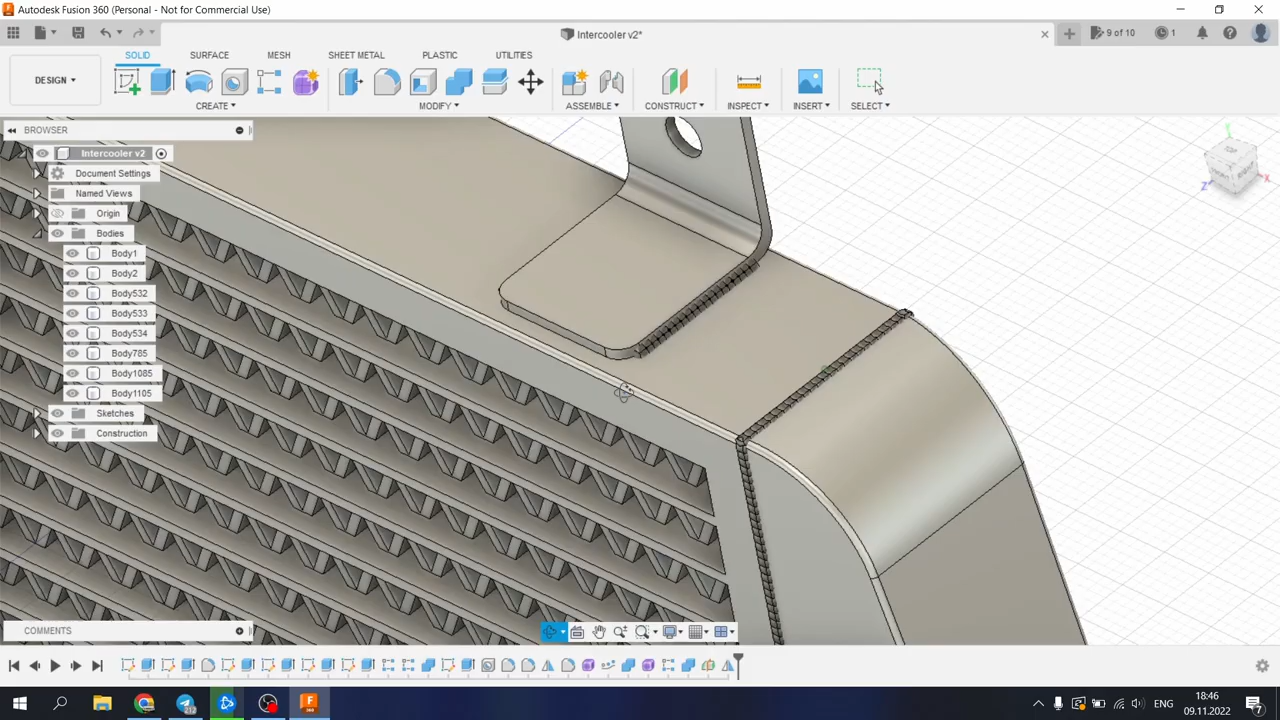 Autodesk Fusion 360 (Personal - Not for Commercial Use)
Intercooler v2*
9 of 10
1
DESIGN
SOLID
SURFACE
MESH
SHEET METAL
PLASTIC
UTILITIES
CREATE
MODIFY
ASSEMBLE
CONSTRUCT
INSPECT
INSERT
SELECT
BROWSER
Intercooler v2
Document Settings
Named Views
Origin
Bodies
Body1
Body2
Body532
Body533
Body534
Body785
Body1085
Body1105
Sketches
Construction
Y
X
Z
COMMENTS
ENG
18:46
09.11.2022
7